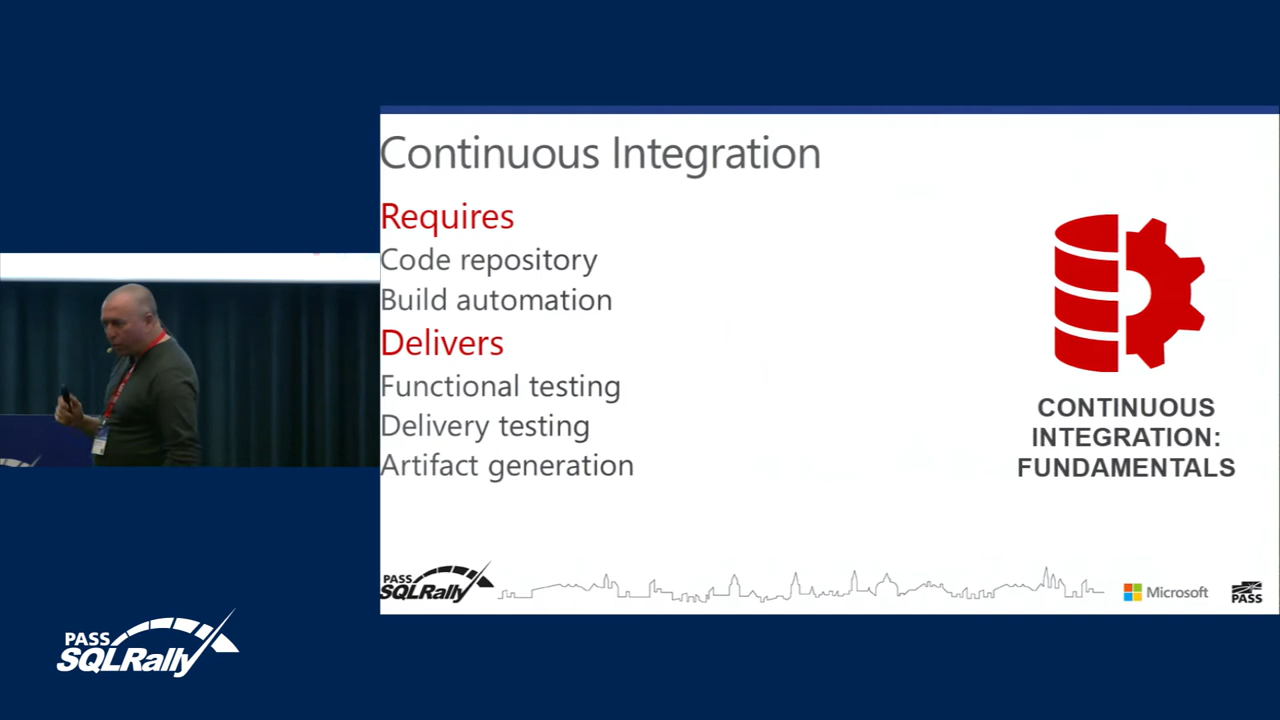 Continuous Integration
Requires
Code repository
Build automation
Delivers
Functional testing
Delivery testing
Artifact generation
CONTINUOUS
INTEGRATION:
FUNDAMENTALS
PASS
SQLRally
Microsoft
PASS
PASS
SQLRally